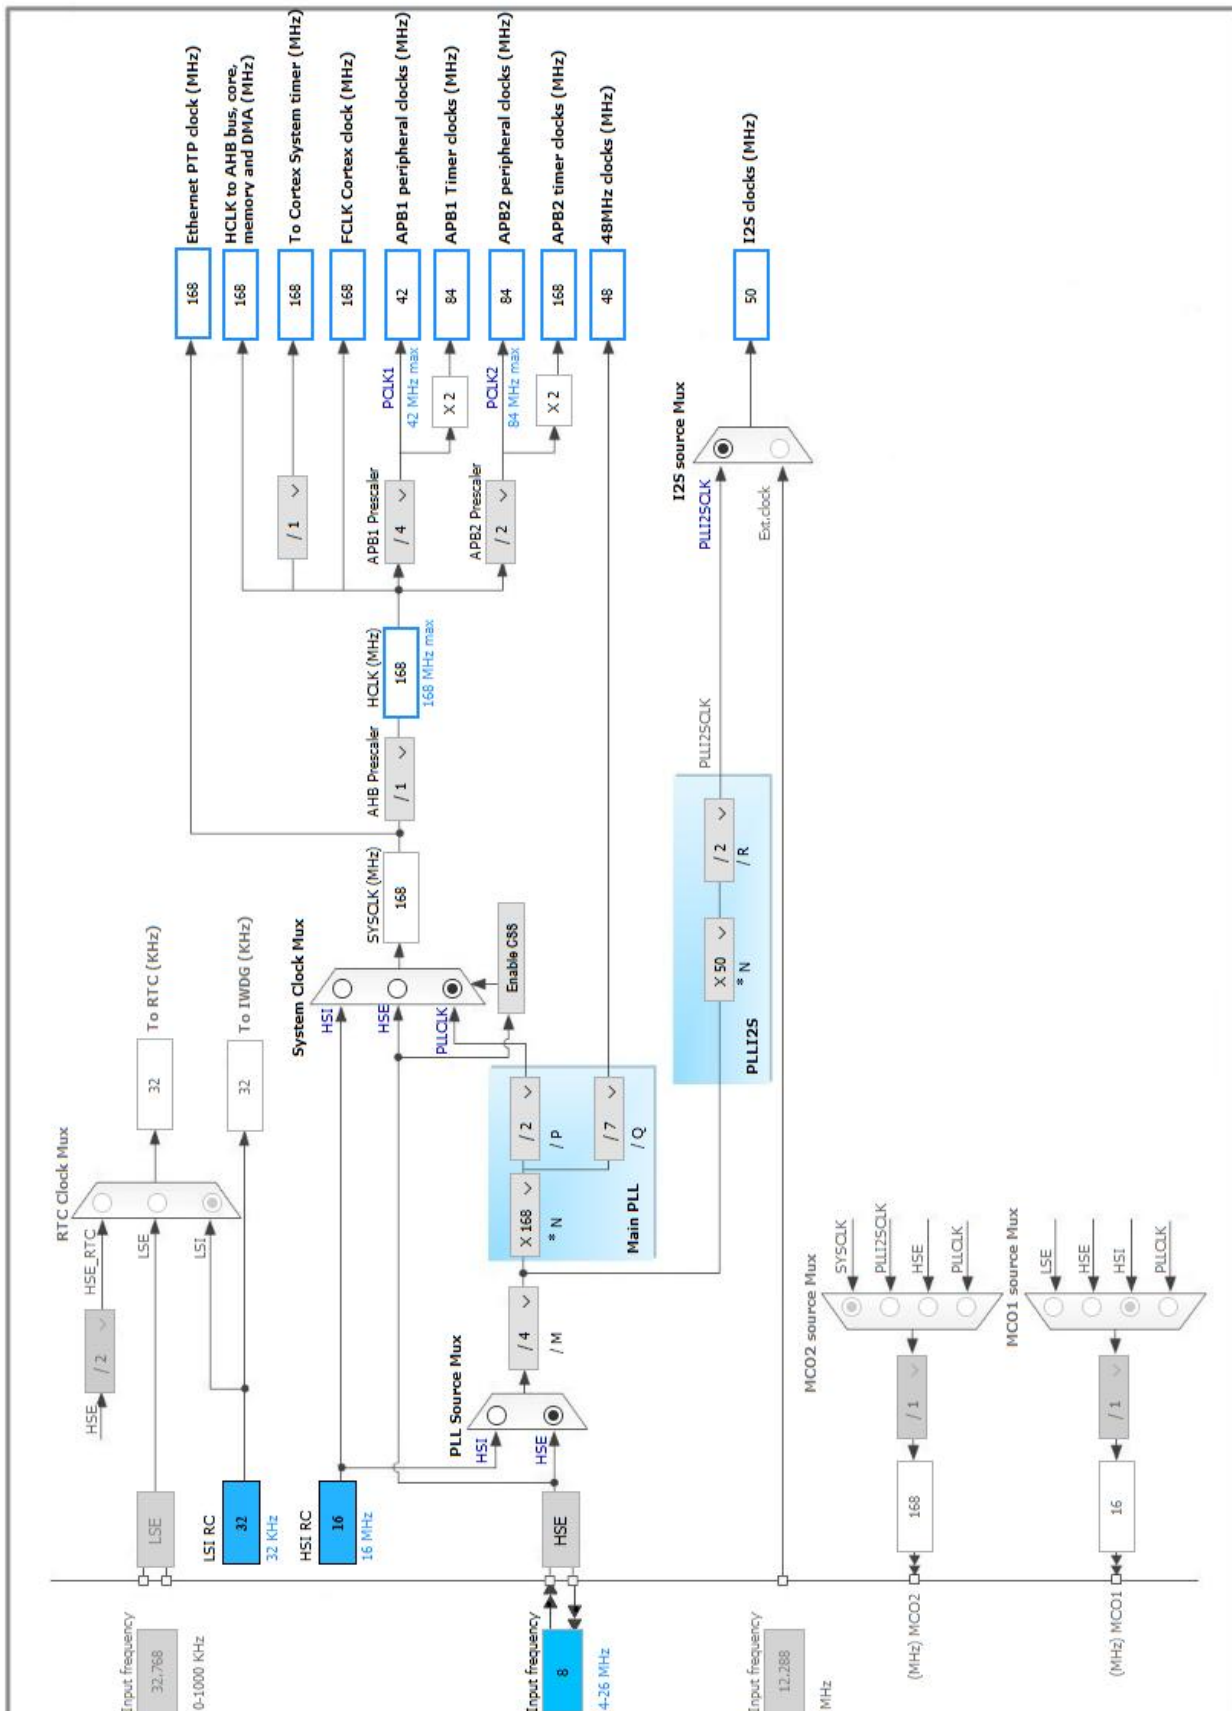 Input frequency
32.768
0-1000 KHz
LSE
HSE
/ 2
HSE_RTC
LSE
LSI
RTC Clock Mux
32
To RTC (KHz)
LSI RC
32
32 KHz
32
To IWDG (KHz)
HSI RC
16
16 MHz
System Clock Mux
HSI
HSE
PLLCLK
Enable CSS
SYSCLK (MHz)
168
AHB Prescaler
/ 1
HCLK (MHz)
168
168 MHz max
168
Ethernet PTP clock (MHz)
168
HCLK to AHB bus, core,
memory and DMA (MHz)
/ 1
168
To Cortex System timer (MHz)
168
FCLK Cortex clock (MHz)
APB1 Prescaler
/ 4
PCLK1
42 MHz max
42
APB1 peripheral clocks (MHz)
X 2
84
APB1 Timer clocks (MHz)
APB2 Prescaler
/ 2
PCLK2
84 MHz max
84
APB2 peripheral clocks (MHz)
X 2
168
APB2 timer clocks (MHz)
48
48MHz clocks (MHz)
Input frequency
8
4-26 MHz
HSE
PLL Source Mux
HSI
HSE
/ 4
/ M
X 168
* N
/ 2
/ P
/ 7
/ Q
Main PLL
X 50
* N
/ 2
/ R
PLLI2S
PLLI2SCLK
I2S source Mux
PLLI2SCLK
Ext.clock
50
I2S clocks (MHz)
Input frequency
12.288
MHz
MCO2 source Mux
SYSCLK
PLLI2SCLK
HSE
PLLCLK
/ 1
168
(MHz) MCO2
MCO1 source Mux
LSE
HSE
HSI
PLLCLK
/ 1
16
(MHz) MCO1